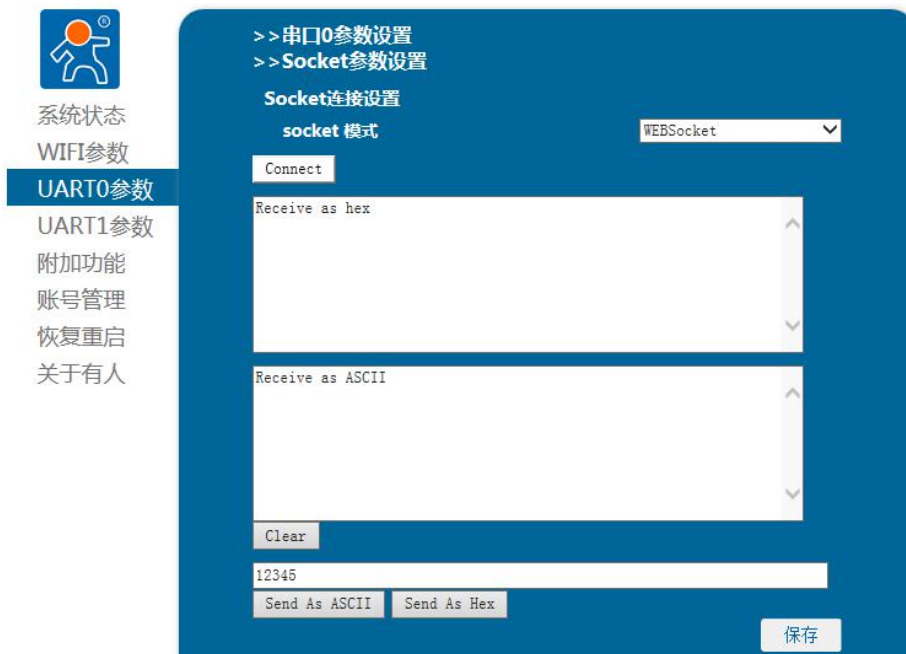 ®
系统状态
WIFI参数
UART0参数
UART1参数
附加功能
账号管理
恢复重启
关于有人
>>串口0参数设置
>>Socket参数设置
Socket连接设置
socket 模式 WEBSocket
Connect
Receive as hex
Receive as ASCII
Clear
12345
Send As ASCII Send As Hex
保存